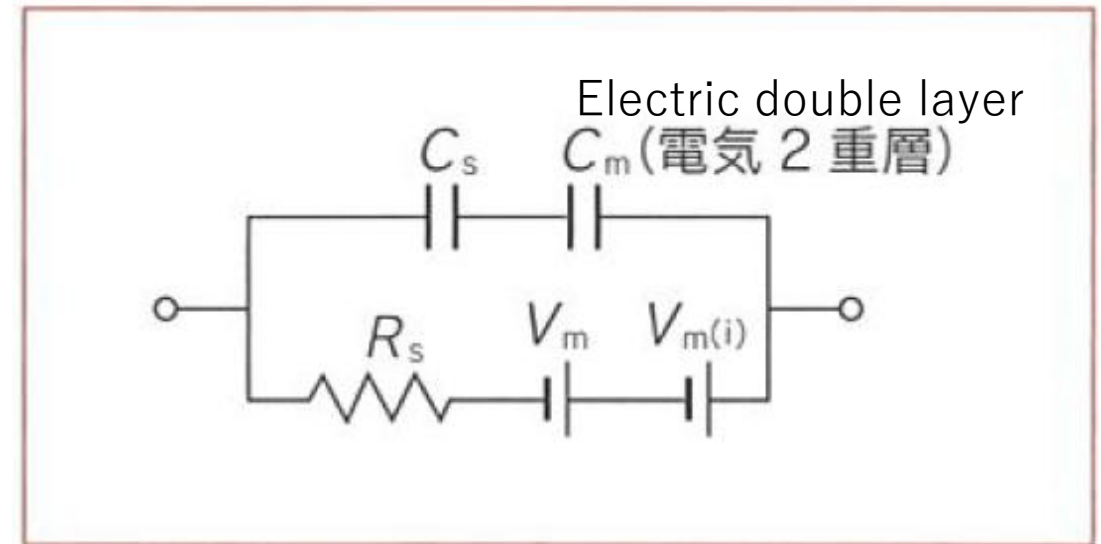 Electric double layer
Cs Cm(電気2重層)
Rs Vm Vm(i)